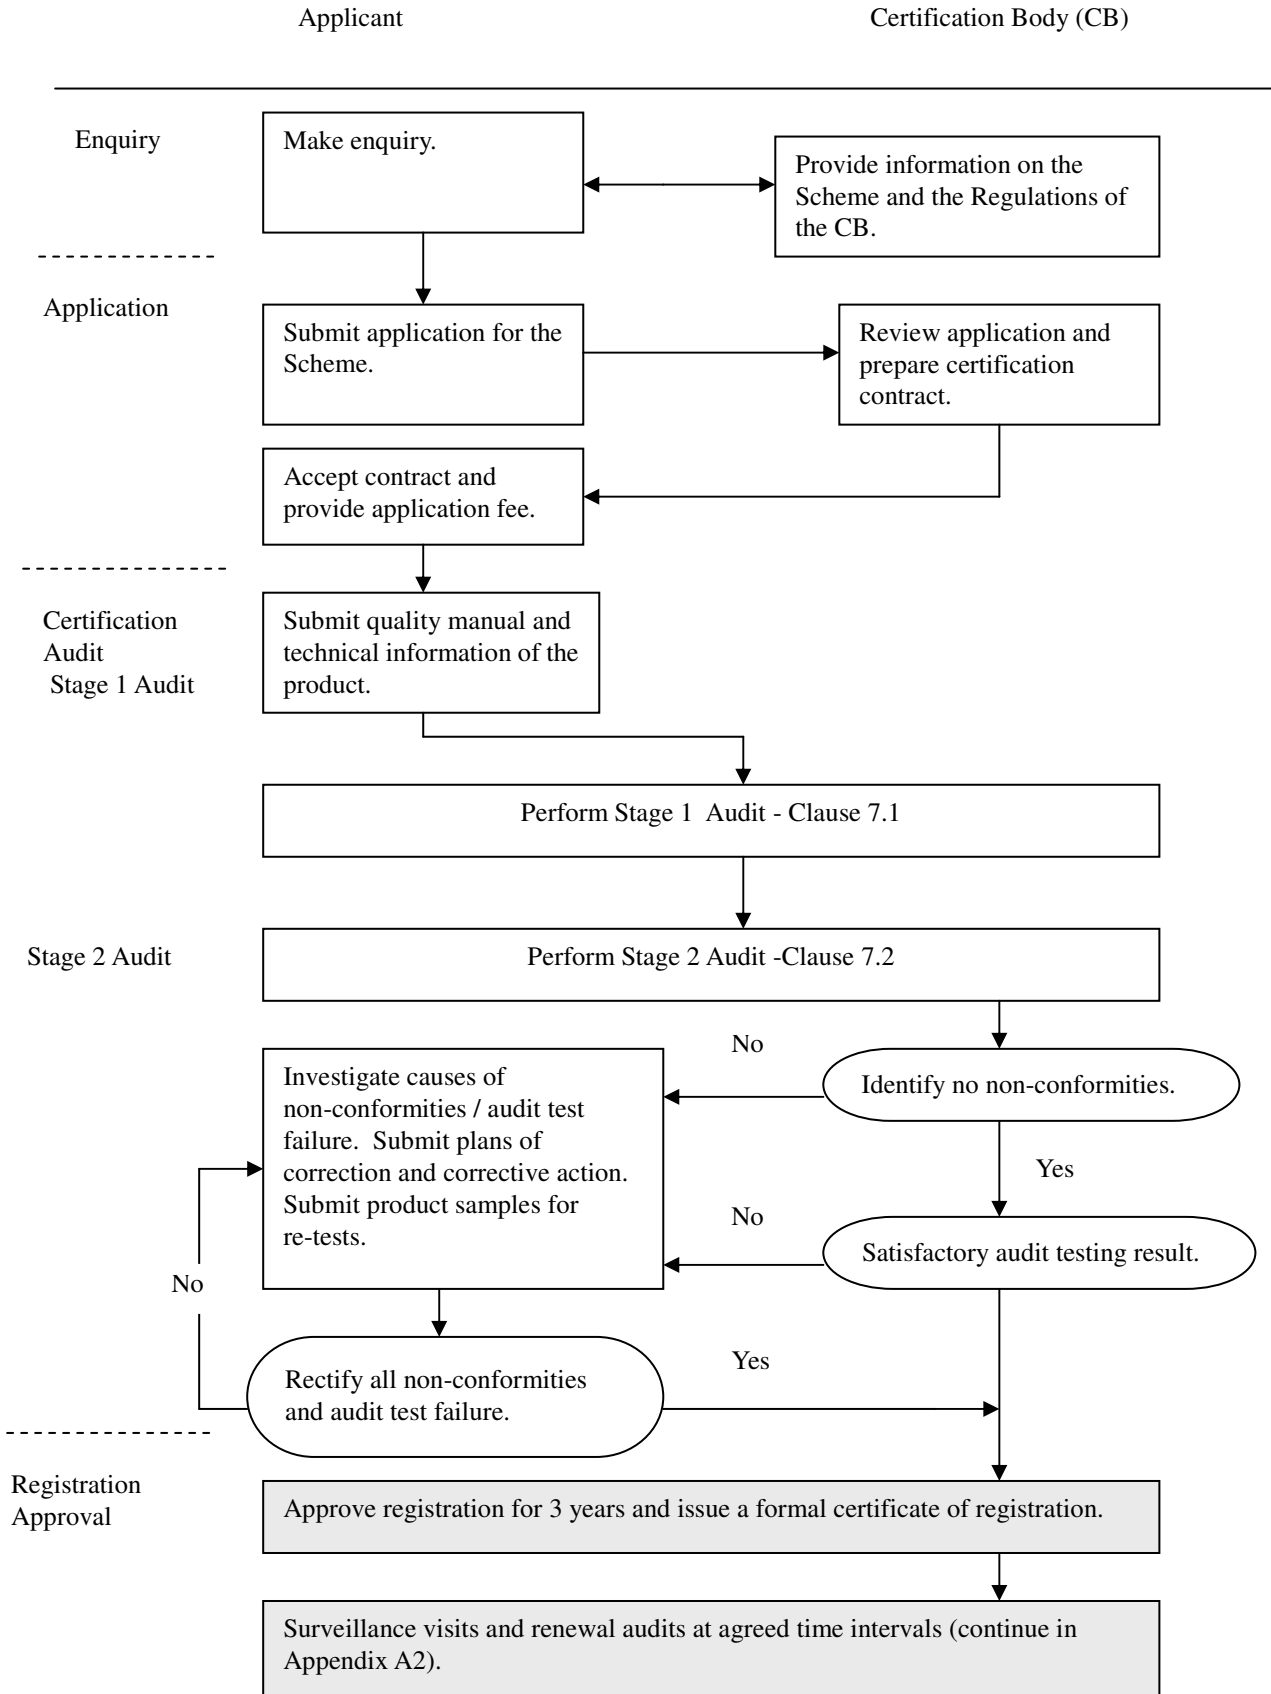 Applicant
Certification Body (CB)
Enquiry
Make enquiry.
Provide information on the
Scheme and the Regulations of
the CB.
Application
Submit application for the
Scheme.
Review application and
prepare certification
contract.
Accept contract and
provide application fee.
Certification
Audit
Stage 1 Audit
Submit quality manual and
technical information of the
product.
Perform Stage 1  Audit - Clause 7.1
Stage 2 Audit
Perform Stage 2 Audit -Clause 7.2
No
Identify no non-conformities.
Investigate causes of
non-conformities / audit test
failure.  Submit plans of
correction and corrective action.
Submit product samples for
re-tests.
Yes
No
Satisfactory audit testing result.
No
Rectify all non-conformities
and audit test failure.
Yes
Registration
Approval
Approve registration for 3 years and issue a formal certificate of registration.
Surveillance visits and renewal audits at agreed time intervals (continue in
Appendix A2).